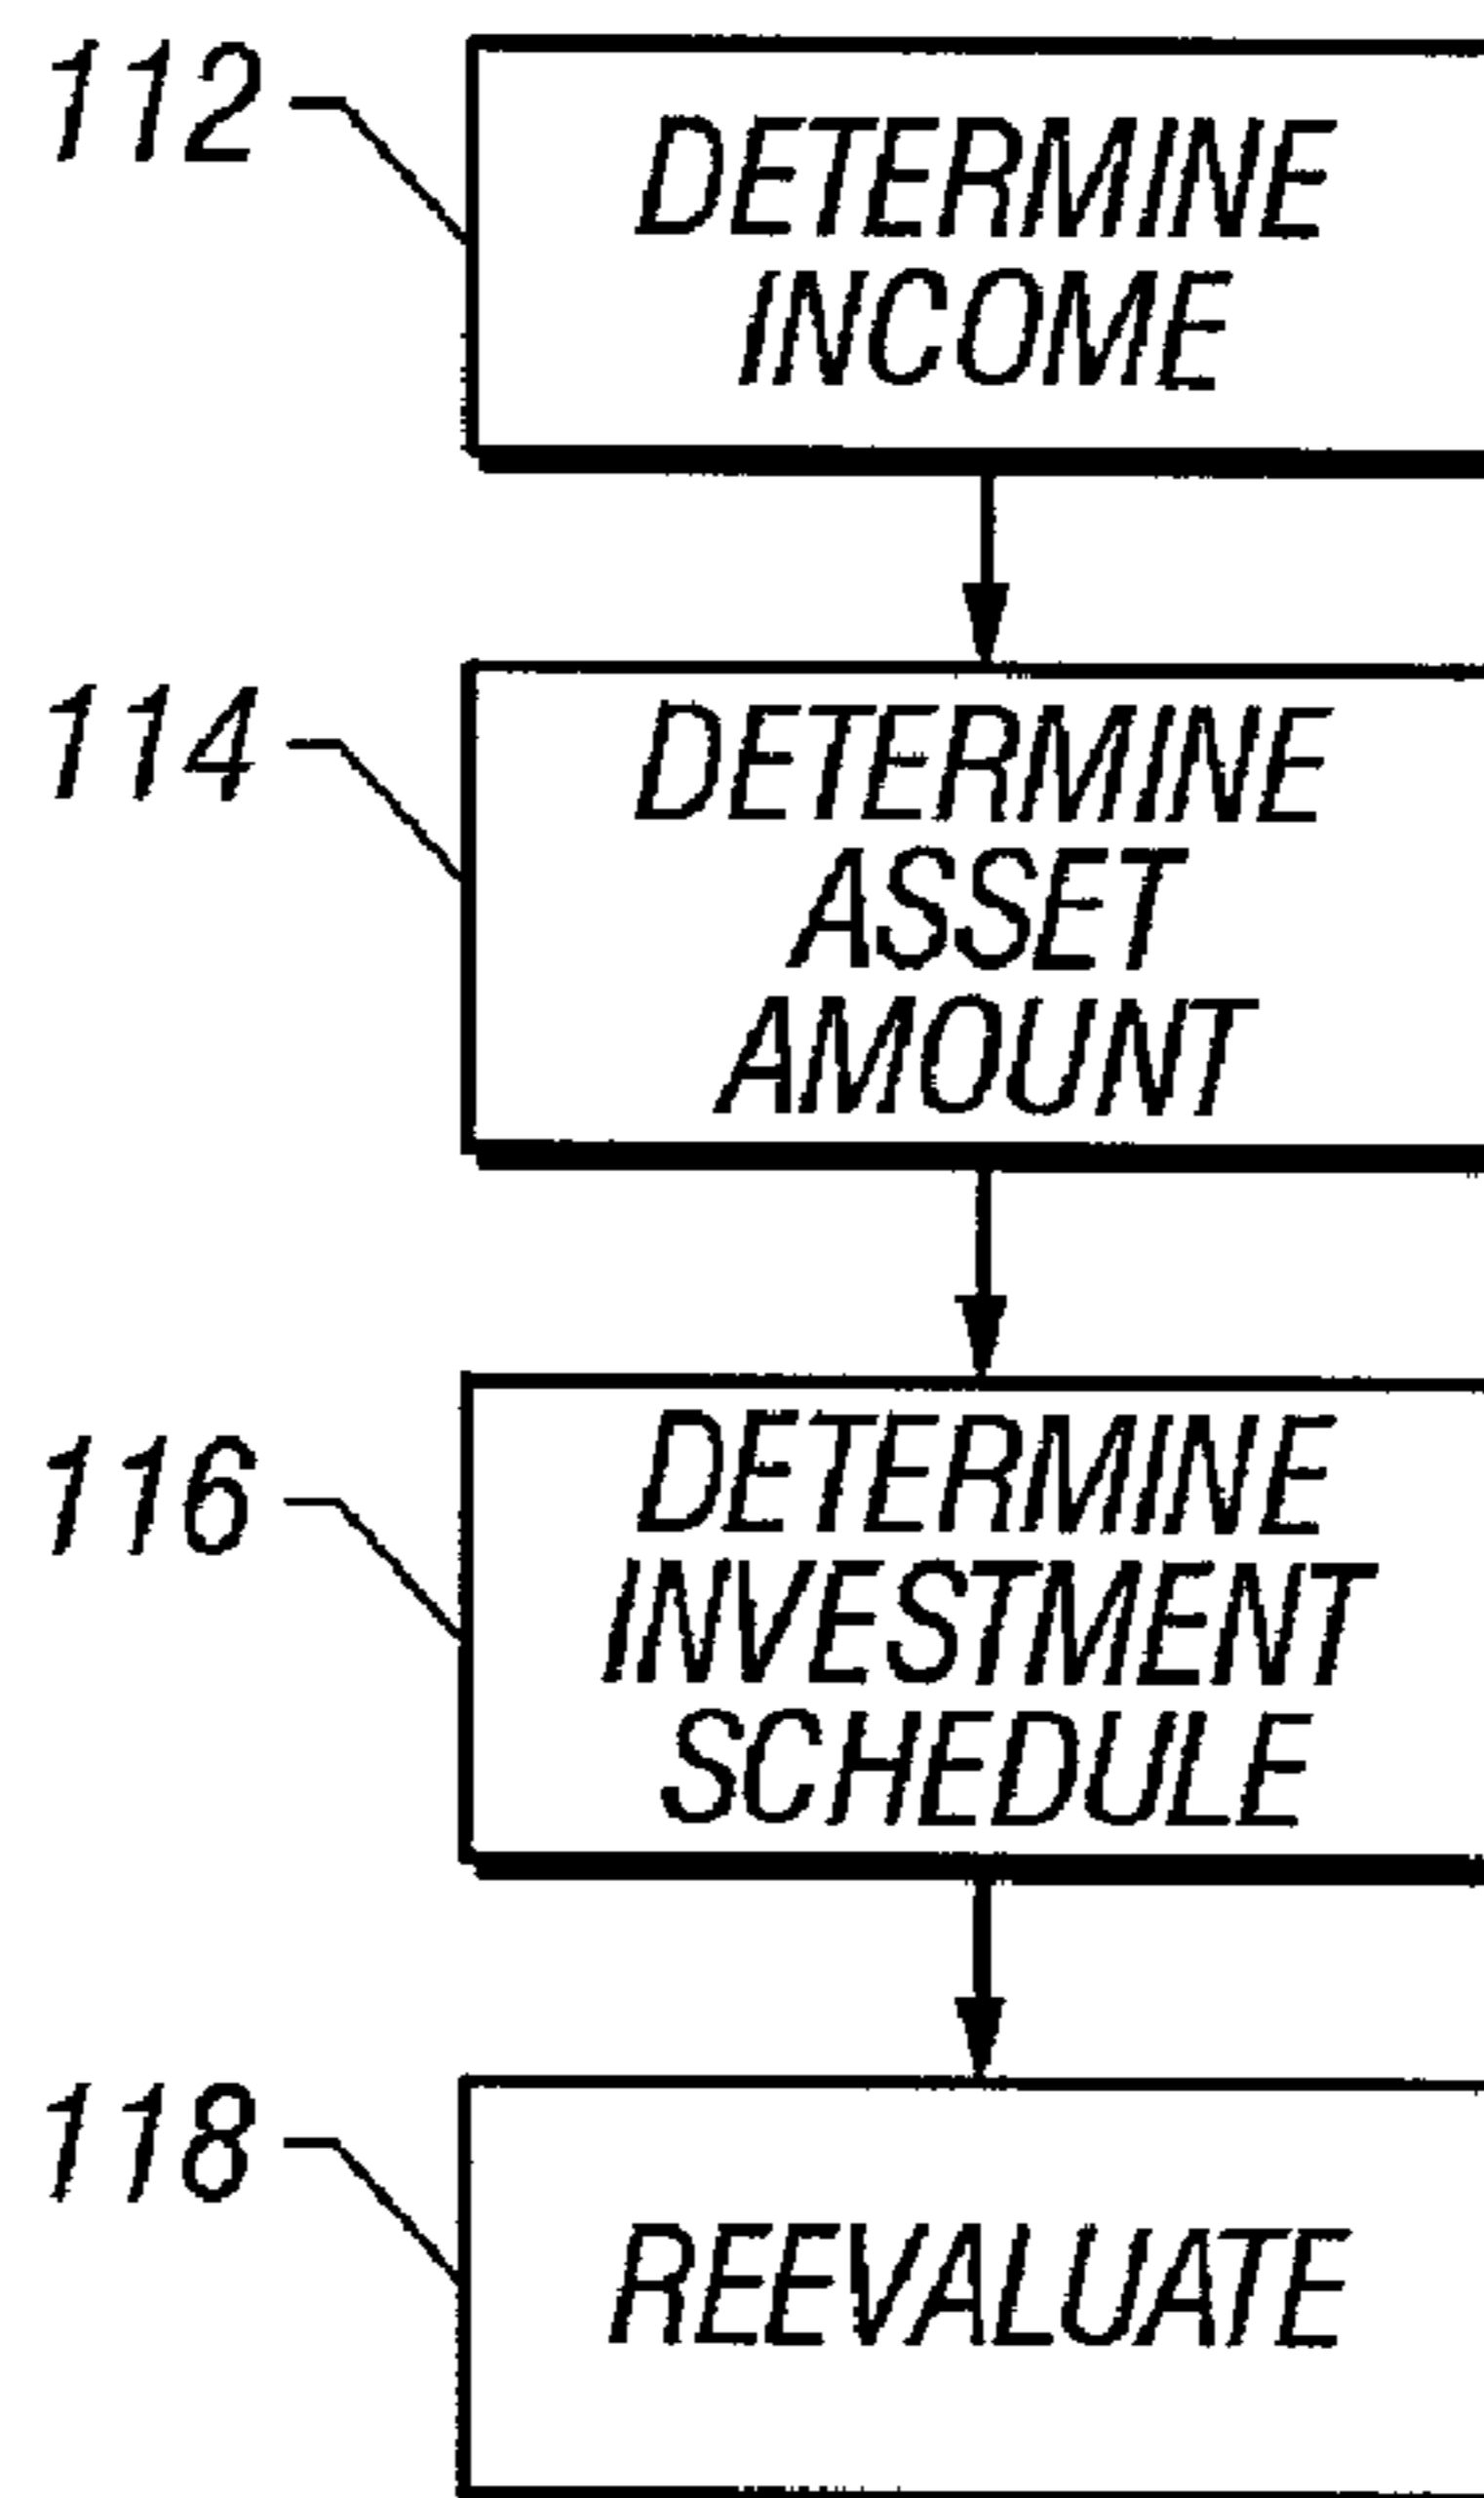 112
DETERMINE
INCOME
114
DETERMINE
ASSET
AMOUNT
116
DETERMINE
INVESTMENT
SCHEDULE
118
REEVALUATE